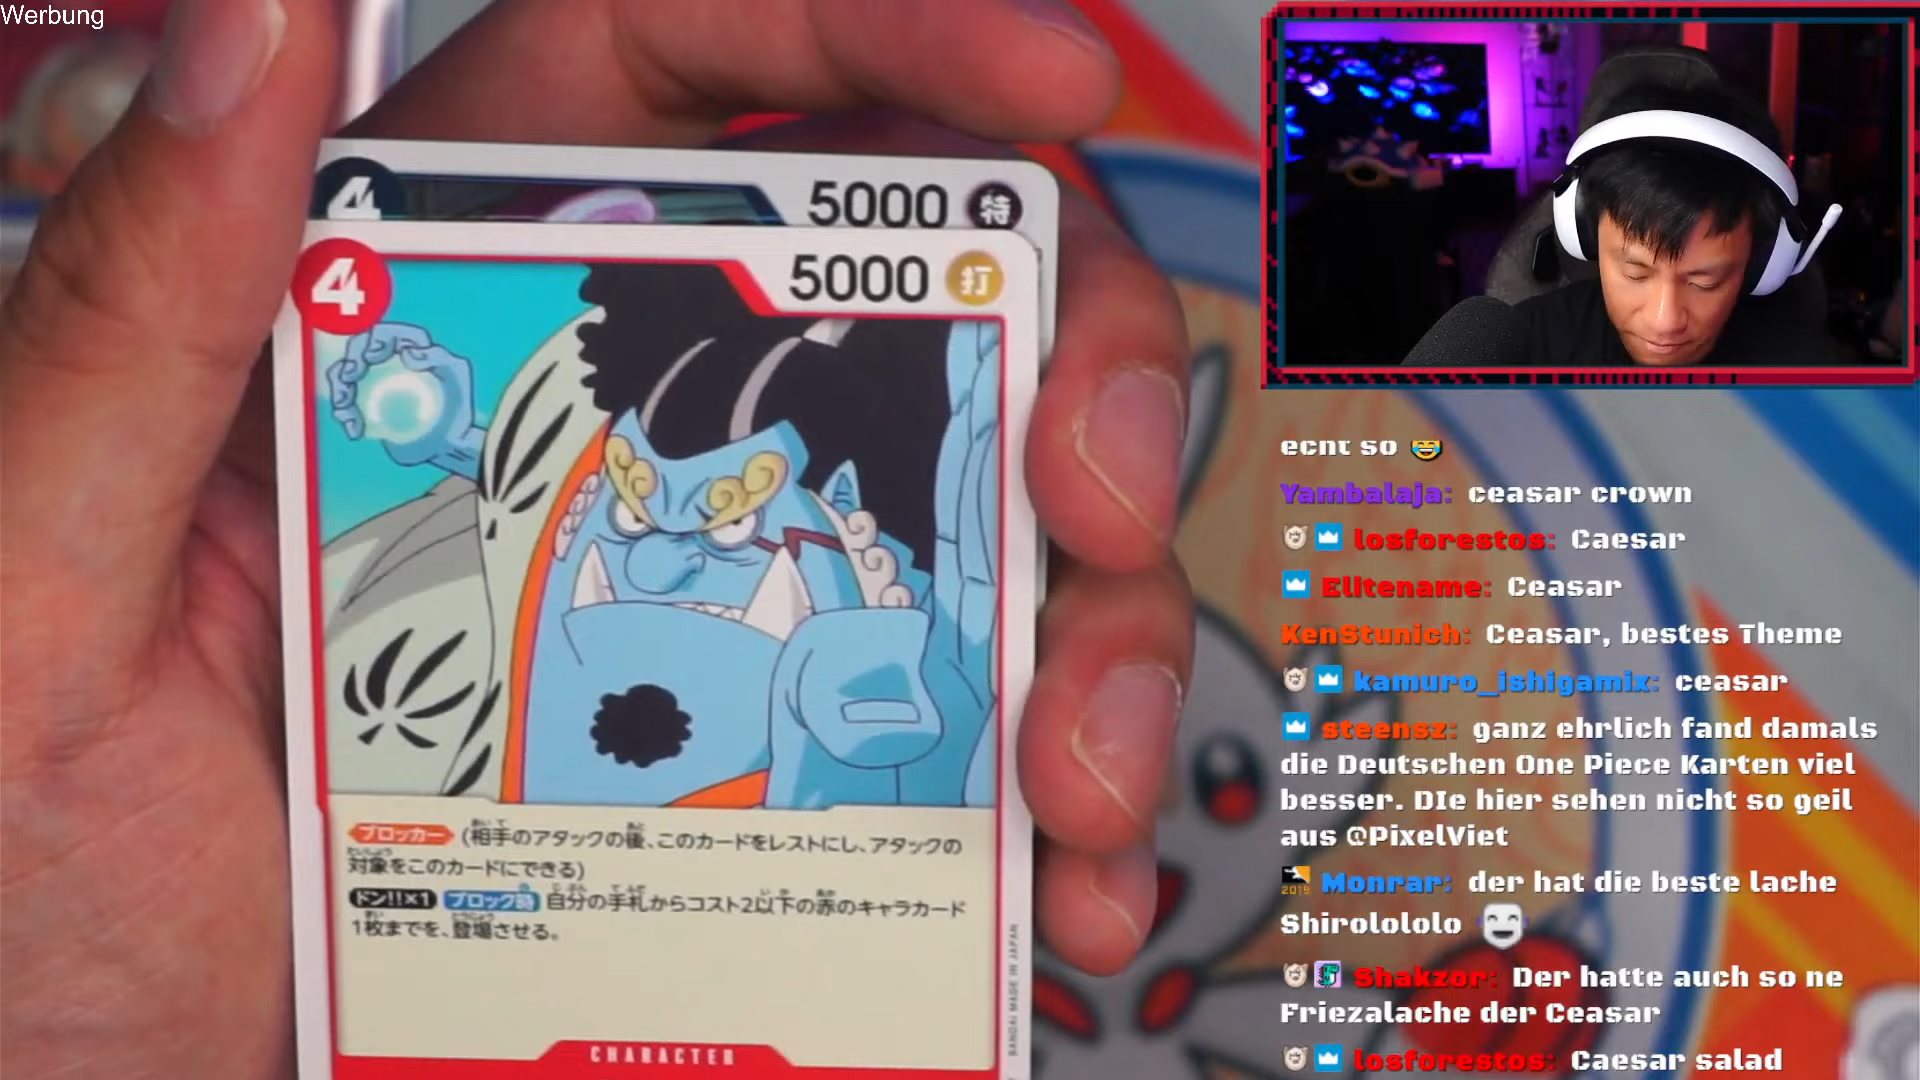 Werbung
4
5000
特
4
5000
打
ブロッカー (相手のアタックの後、このカードをレストにし、アタックの
対象をこのカードにできる)
ドン!!×1 ブロック時 自分の手札からコスト2以下の赤のキャラカード
1枚までを、登場させる。
BANDAI MADE IN JAPAN
CHARACTER
echt so
Yambalaja: ceasar crown
losforestos: Caesar
Elitename: Ceasar
KenStunich: Ceasar, bestes Theme
kamuro_ishigamix: ceasar
steensz: ganz ehrlich fand damals
die Deutschen One Piece Karten viel
besser. DIe hier sehen nicht so geil
aus @PixelViet
2019
Monrar: der hat die beste lache
Shirolololo
Shakzor: Der hatte auch so ne
Friezalache der Ceasar
losforestos: Caesar salad